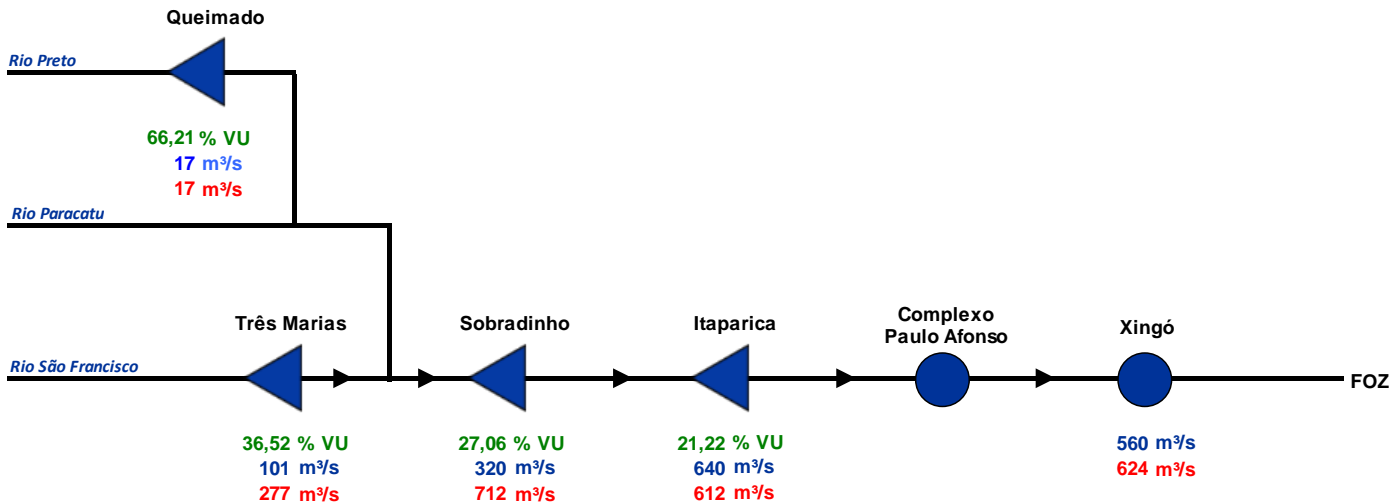 Queimado
Rio Preto
66,21 % VU
17 m³/s
17 m³/s
Rio Paracatu
Três Marias
Sobradinho
Itaparica
Complexo
Paulo Afonso
Xingó
Rio São Francisco
FOZ
36,52 % VU
101 m³/s
277 m³/s
27,06 % VU
320 m³/s
712 m³/s
21,22 % VU
640 m³/s
612 m³/s
560 m³/s
624 m³/s